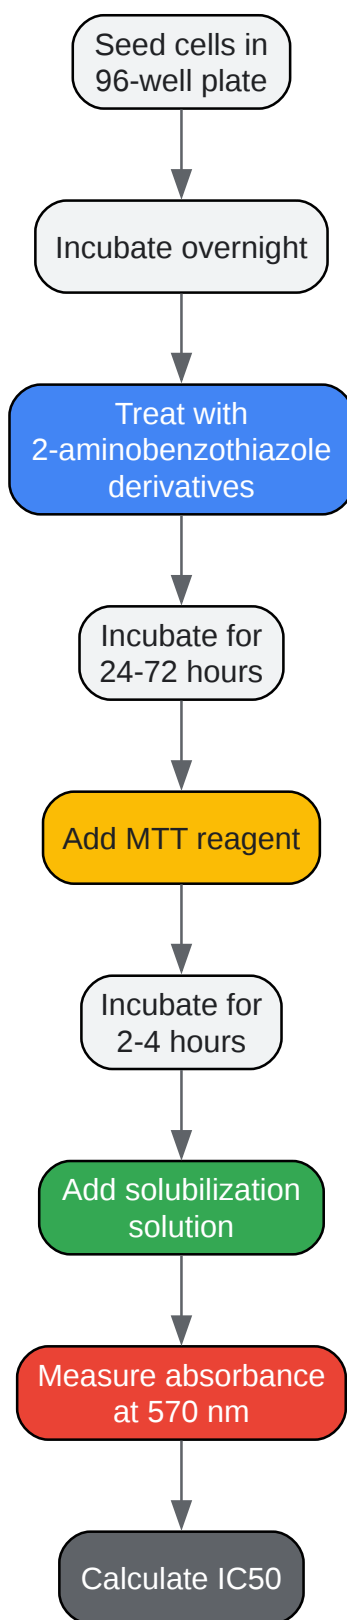 Seed cells in
96-well plate
Incubate overnight
Treat with
2-aminobenzothiazole
derivatives
Incubate for
24-72 hours
Add MTT reagent
Incubate for
2-4 hours
Add solubilization
solution
Measure absorbance
at 570 nm
Calculate IC50